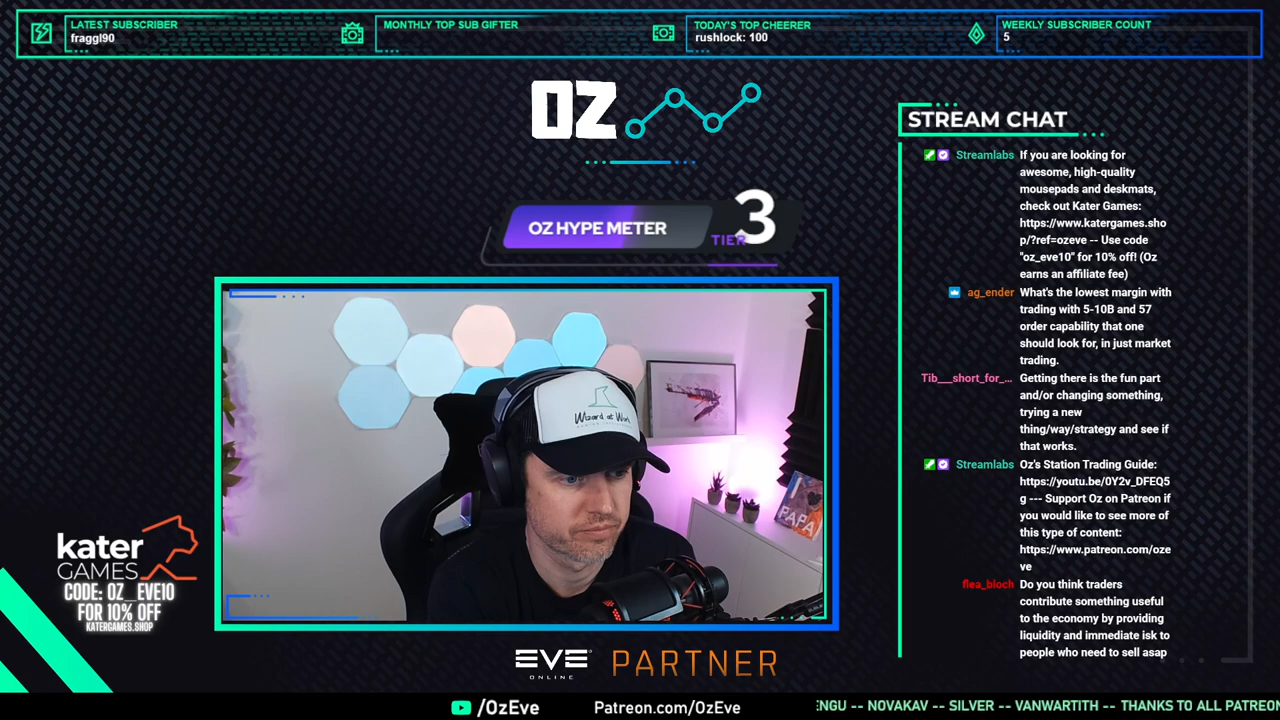 LATEST SUBSCRIBER
fraggl90
MONTHLY TOP SUB GIFTER
TODAY'S TOP CHEERER
rushlock: 100
WEEKLY SUBSCRIBER COUNT
5
OZ
OZ HYPE METER
TIER 3
Wizard at Work
PAPA
kater
GAMES
CODE: OZ_EVE10
FOR 10% OFF
KATERGAMES.SHOP
STREAM CHAT
Streamlabs If you are looking for
awesome, high-quality
mousepads and deskmats,
check out Kater Games:
https://www.katergames.sho
p/?ref=ozeve -- Use code
"oz_eve10" for 10% off! (Oz
earns an affiliate fee)
ag_ender What's the lowest margin with
trading with 5-10B and 57
order capability that one
should look for, in just market
trading.
Tib___short_for_... Getting there is the fun part
and/or changing something,
trying a new
thing/way/strategy and see if
that works.
Streamlabs Oz's Station Trading Guide:
https://youtu.be/0Y2v_DFEQ5
g --- Support Oz on Patreon if
you would like to see more of
this type of content:
https://www.patreon.com/oze
ve
flea_bloch Do you think traders
contribute something useful
to the economy by providing
liquidity and immediate isk to
people who need to sell asap
EVE ONLINE PARTNER
/OzEve
Patreon.com/OzEve
ENGU -- NOVAKAV -- SILVER -- VANWARTITH -- THANKS TO ALL PATREON